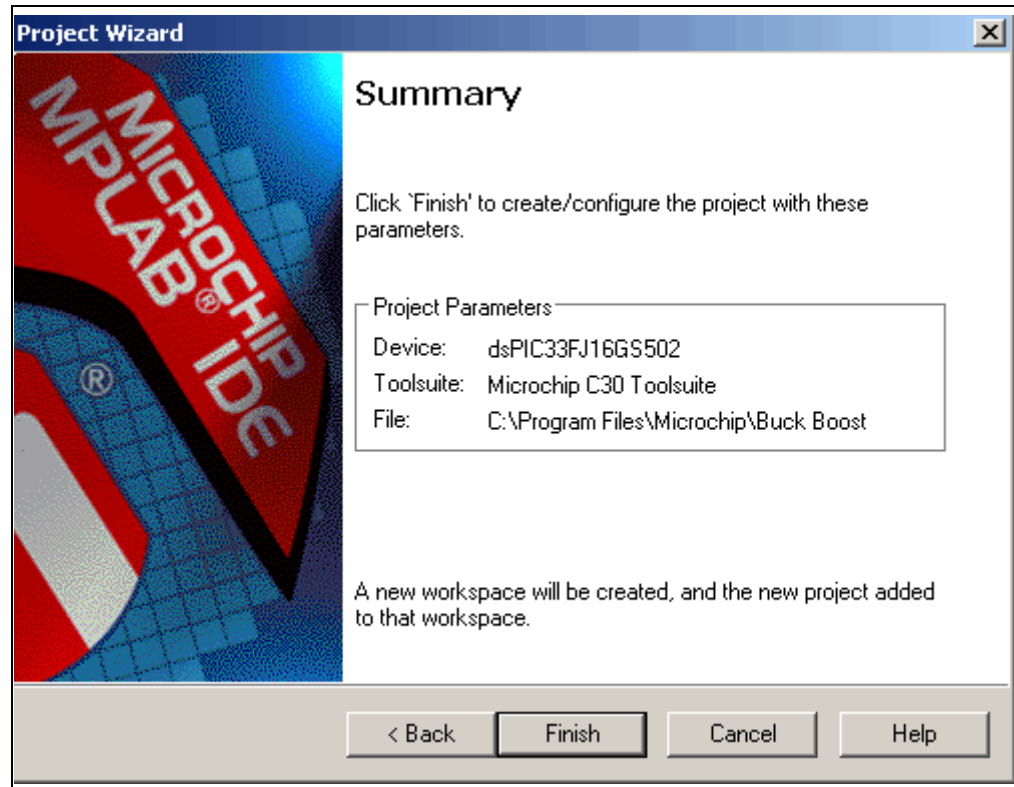 Project Wizard
MICROCHIP
MPLAB® IDE
®
Summary
Click `Finish' to create/configure the project with these
parameters.
Project Parameters
Device: dsPIC33FJ16GS502
Toolsuite: Microchip C30 Toolsuite
File: C:\Program Files\Microchip\Buck Boost
A new workspace will be created, and the new project added
to that workspace.
< Back Finish Cancel Help